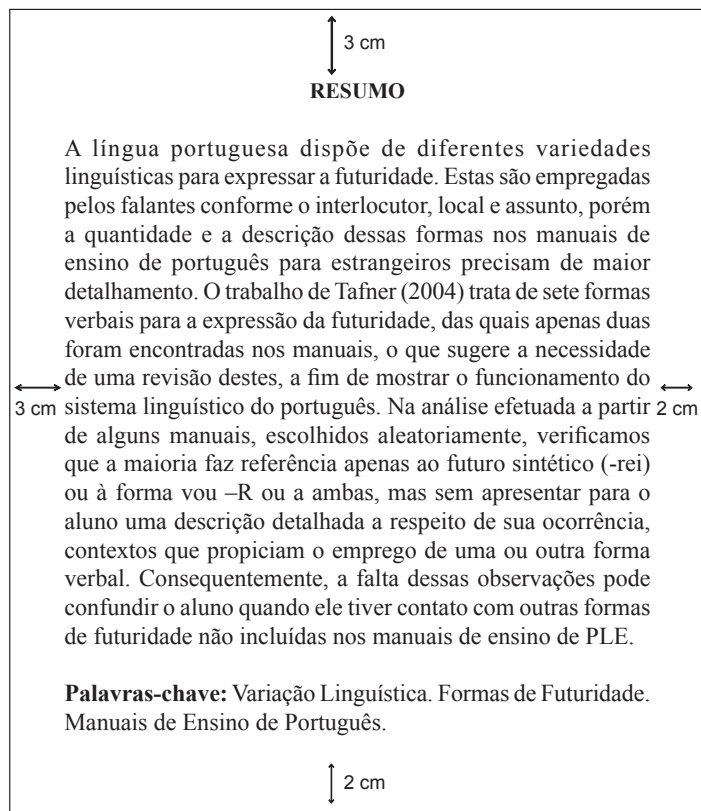 3 cm
RESUMO
A língua portuguesa dispõe de diferentes variedades
linguísticas para expressar a futuridade. Estas são empregadas
pelos falantes conforme o interlocutor, local e assunto, porém
a quantidade e a descrição dessas formas nos manuais de
ensino de português para estrangeiros precisam de maior
detalhamento. O trabalho de Tafner (2004) trata de sete formas
verbais para a expressão da futuridade, das quais apenas duas
foram encontradas nos manuais, o que sugere a necessidade
de uma revisão destes, a fim de mostrar o funcionamento do
3 cm sistema linguístico do português. Na análise efetuada a partir 2 cm
de alguns manuais, escolhidos aleatoriamente, verificamos
que a maioria faz referência apenas ao futuro sintético (-rei)
ou à forma vou –R ou a ambas, mas sem apresentar para o
aluno uma descrição detalhada a respeito de sua ocorrência,
contextos que propiciam o emprego de uma ou outra forma
verbal. Consequentemente, a falta dessas observações pode
confundir o aluno quando ele tiver contato com outras formas
de futuridade não incluídas nos manuais de ensino de PLE.
Palavras-chave: Variação Linguística. Formas de Futuridade.
Manuais de Ensino de Português.
2 cm